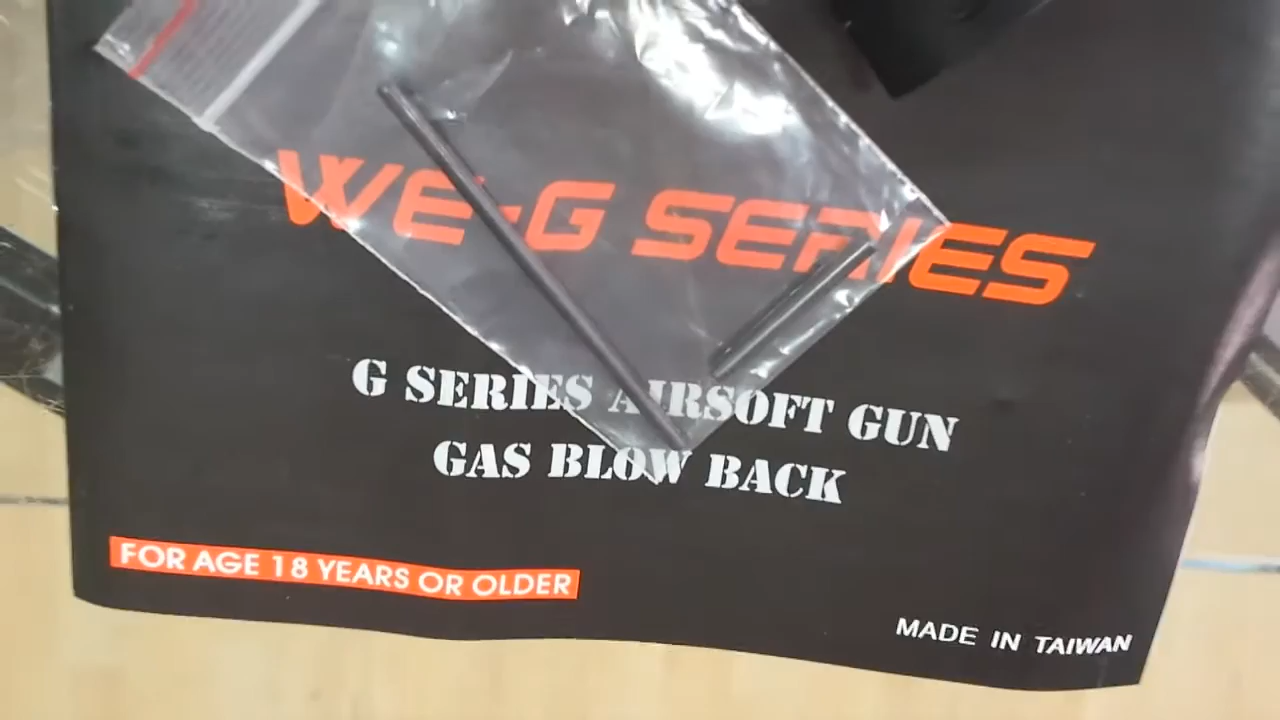 WE-G SERIES
G SERIES AIRSOFT GUN
GAS BLOW BACK
FOR AGE 18 YEARS OR OLDER
MADE IN TAIWAN